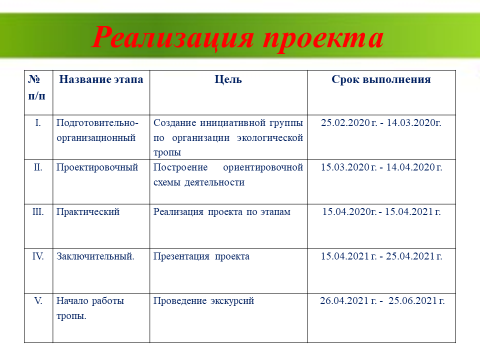 Реализация проекта
№ п/п Название этапа Цель Срок выполнения
I. Подготовительно-организационный Создание инициативной группы по организации экологической тропы 25.02.2020 г. - 14.03.2020г.
II. Проектировочный Построение ориентировочной схемы деятельности 15.03.2020 г. - 14.04.2020 г.
III. Практический Реализация проекта по этапам 15.04.2020г. - 15.04.2021 г.
IV. Заключительный. Презентация проекта 15.04.2021 г. - 25.04.2021 г.
V. Начало работы тропы. Проведение экскурсий 26.04.2021 г. - 25.06.2021 г.